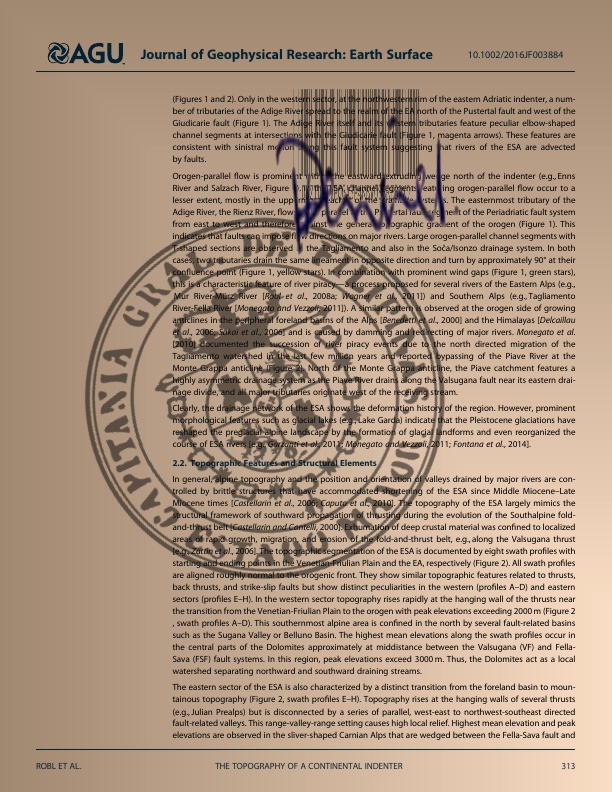 AGU Journal of Geophysical Research: Earth Surface 10.1002/2016JF003884
(Figures 1 and 2). Only in the western sector, at the northwestern rim of the eastern Adriatic indenter, a num-
ber of tributaries of the Adige River spread to the realm of the EA north of the Pustertal fault and west of the
Giudicarie fault (Figure 1). The Adige River itself and its western tributaries feature peculiar elbow-shaped
channel segments at intersections with the Giudicarie fault (Figure 1, magenta arrows). These features are
consistent with sinistral motion along this fault system suggesting that rivers of the ESA are advected
by faults.
Orogen-parallel flow is prominent the eastward extruding wedge north of the indenter (e.g., Enns
River and Salzach River, Figure ESA, channel segments featuring orogen-parallel flow occur to a
lesser extent, mostly in the upper reaches of the systems. The easternmost tributary of the
Adige River, the Rienz River, flows parallel Pustertal fault segment of the Periadriatic fault system
from east to west and therefore against the general topographic gradient of the orogen (Figure 1). This
indicates that faults can impose flow directions on major rivers. Large orogen-parallel channel segments with
T-shaped sections are observed at the Tagliamento and also in the Soča/Isonzo drainage system. In both
cases, two tributaries drain the same lineament in opposite direction and turn by approximately 90° at their
confluence point (Figure 1, yellow stars). In combination with prominent wind gaps (Figure 1, green stars),
this is a characteristic feature of river piracy—a process proposed for several rivers of the Eastern Alps (e.g.,
Mur River-Mürz River [Robl et al., 2008a; Wagner et al., 2011]) and Southern Alps (e.g., Tagliamento
River-Fella River [Monegato and Vezzoli, 2011]). A similar pattern is observed at the orogen side of growing
anticlines in the peripheral foreland basins of the Alps [Benedetti et al., 2000] and the Himalayas [Delcaillau
et al., 2006; Sukai et al., 2006] and is caused by damming and redirecting of major rivers. Monegato et al.
[2010] documented the succession of river piracy events due to the north directed migration of the
Tagliamento watershed in the last few million years and reported bypassing of the Piave River at the
Monte Grappa anticline (Figure 2). North of the Monte Grappa anticline, the Piave catchment features a
highly asymmetric drainage system as the Piave River drains along the Valsugana fault near its eastern drai-
nage divide, and all major tributaries originate west of the receiving stream.
Clearly, the drainage network of the ESA shows the deformation history of the region. However, prominent
morphological features such as glacial lakes (e.g., Lake Garda) indicate that the Pleistocene glaciations have
reshaped the preglacial alpine landscape by the formation of glacial landforms and even reorganized the
course of ESA rivers [e.g., Garzanti et al., 2011; Monegato and Vezzoli, 2011; Fontana et al., 2014].
2.2. Topographic Features and Structural Elements
In general, alpine topography and the position and orientation of valleys drained by major rivers are con-
trolled by brittle structures that have accommodated shortening of the ESA since Middle Miocene–Late
Miocene times [Castellarin et al., 2006; Caputo et al., 2010]. The topography of the ESA largely mimics the
structural framework of southward propagation of thrusting during the evolution of the Southalpine fold-
and-thrust belt [Castellarin and Cantelli, 2000]. Exhumation of deep crustal material was confined to localized
areas of rapid growth, migration, and erosion of the fold-and-thrust belt, e.g., along the Valsugana thrust
[e.g., Zattin et al., 2006]. The topographic segmentation of the ESA is documented by eight swath profiles with
starting and ending points in the Venetian-Friulian Plain and the EA, respectively (Figure 2). All swath profiles
are aligned roughly normal to the orogenic front. They show similar topographic features related to thrusts,
back thrusts, and strike-slip faults but show distinct peculiarities in the western (profiles A–D) and eastern
sectors (profiles E–H). In the western sector topography rises rapidly at the hanging wall of the thrusts near
the transition from the Venetian-Friulian Plain to the orogen with peak elevations exceeding 2000 m (Figure 2
, swath profiles A–D). This southernmost alpine area is confined in the north by several fault-related basins
such as the Sugana Valley or Belluno Basin. The highest mean elevations along the swath profiles occur in
the central parts of the Dolomites approximately at middistance between the Valsugana (VF) and Fella-
Sava (FSF) fault systems. In this region, peak elevations exceed 3000 m. Thus, the Dolomites act as a local
watershed separating northward and southward draining streams.
The eastern sector of the ESA is also characterized by a distinct transition from the foreland basin to moun-
tainous topography (Figure 2, swath profiles E–H). Topography rises at the hanging walls of several thrusts
(e.g., Julian Prealps) but is disconnected by a series of parallel, west-east to northwest-southeast directed
fault-related valleys. This range-valley-range setting causes high local relief. Highest mean elevation and peak
elevations are observed in the sliver-shaped Carnian Alps that are wedged between the Fella-Sava fault and
ROBL ET AL. THE TOPOGRAPHY OF A CONTINENTAL INDENTER 313